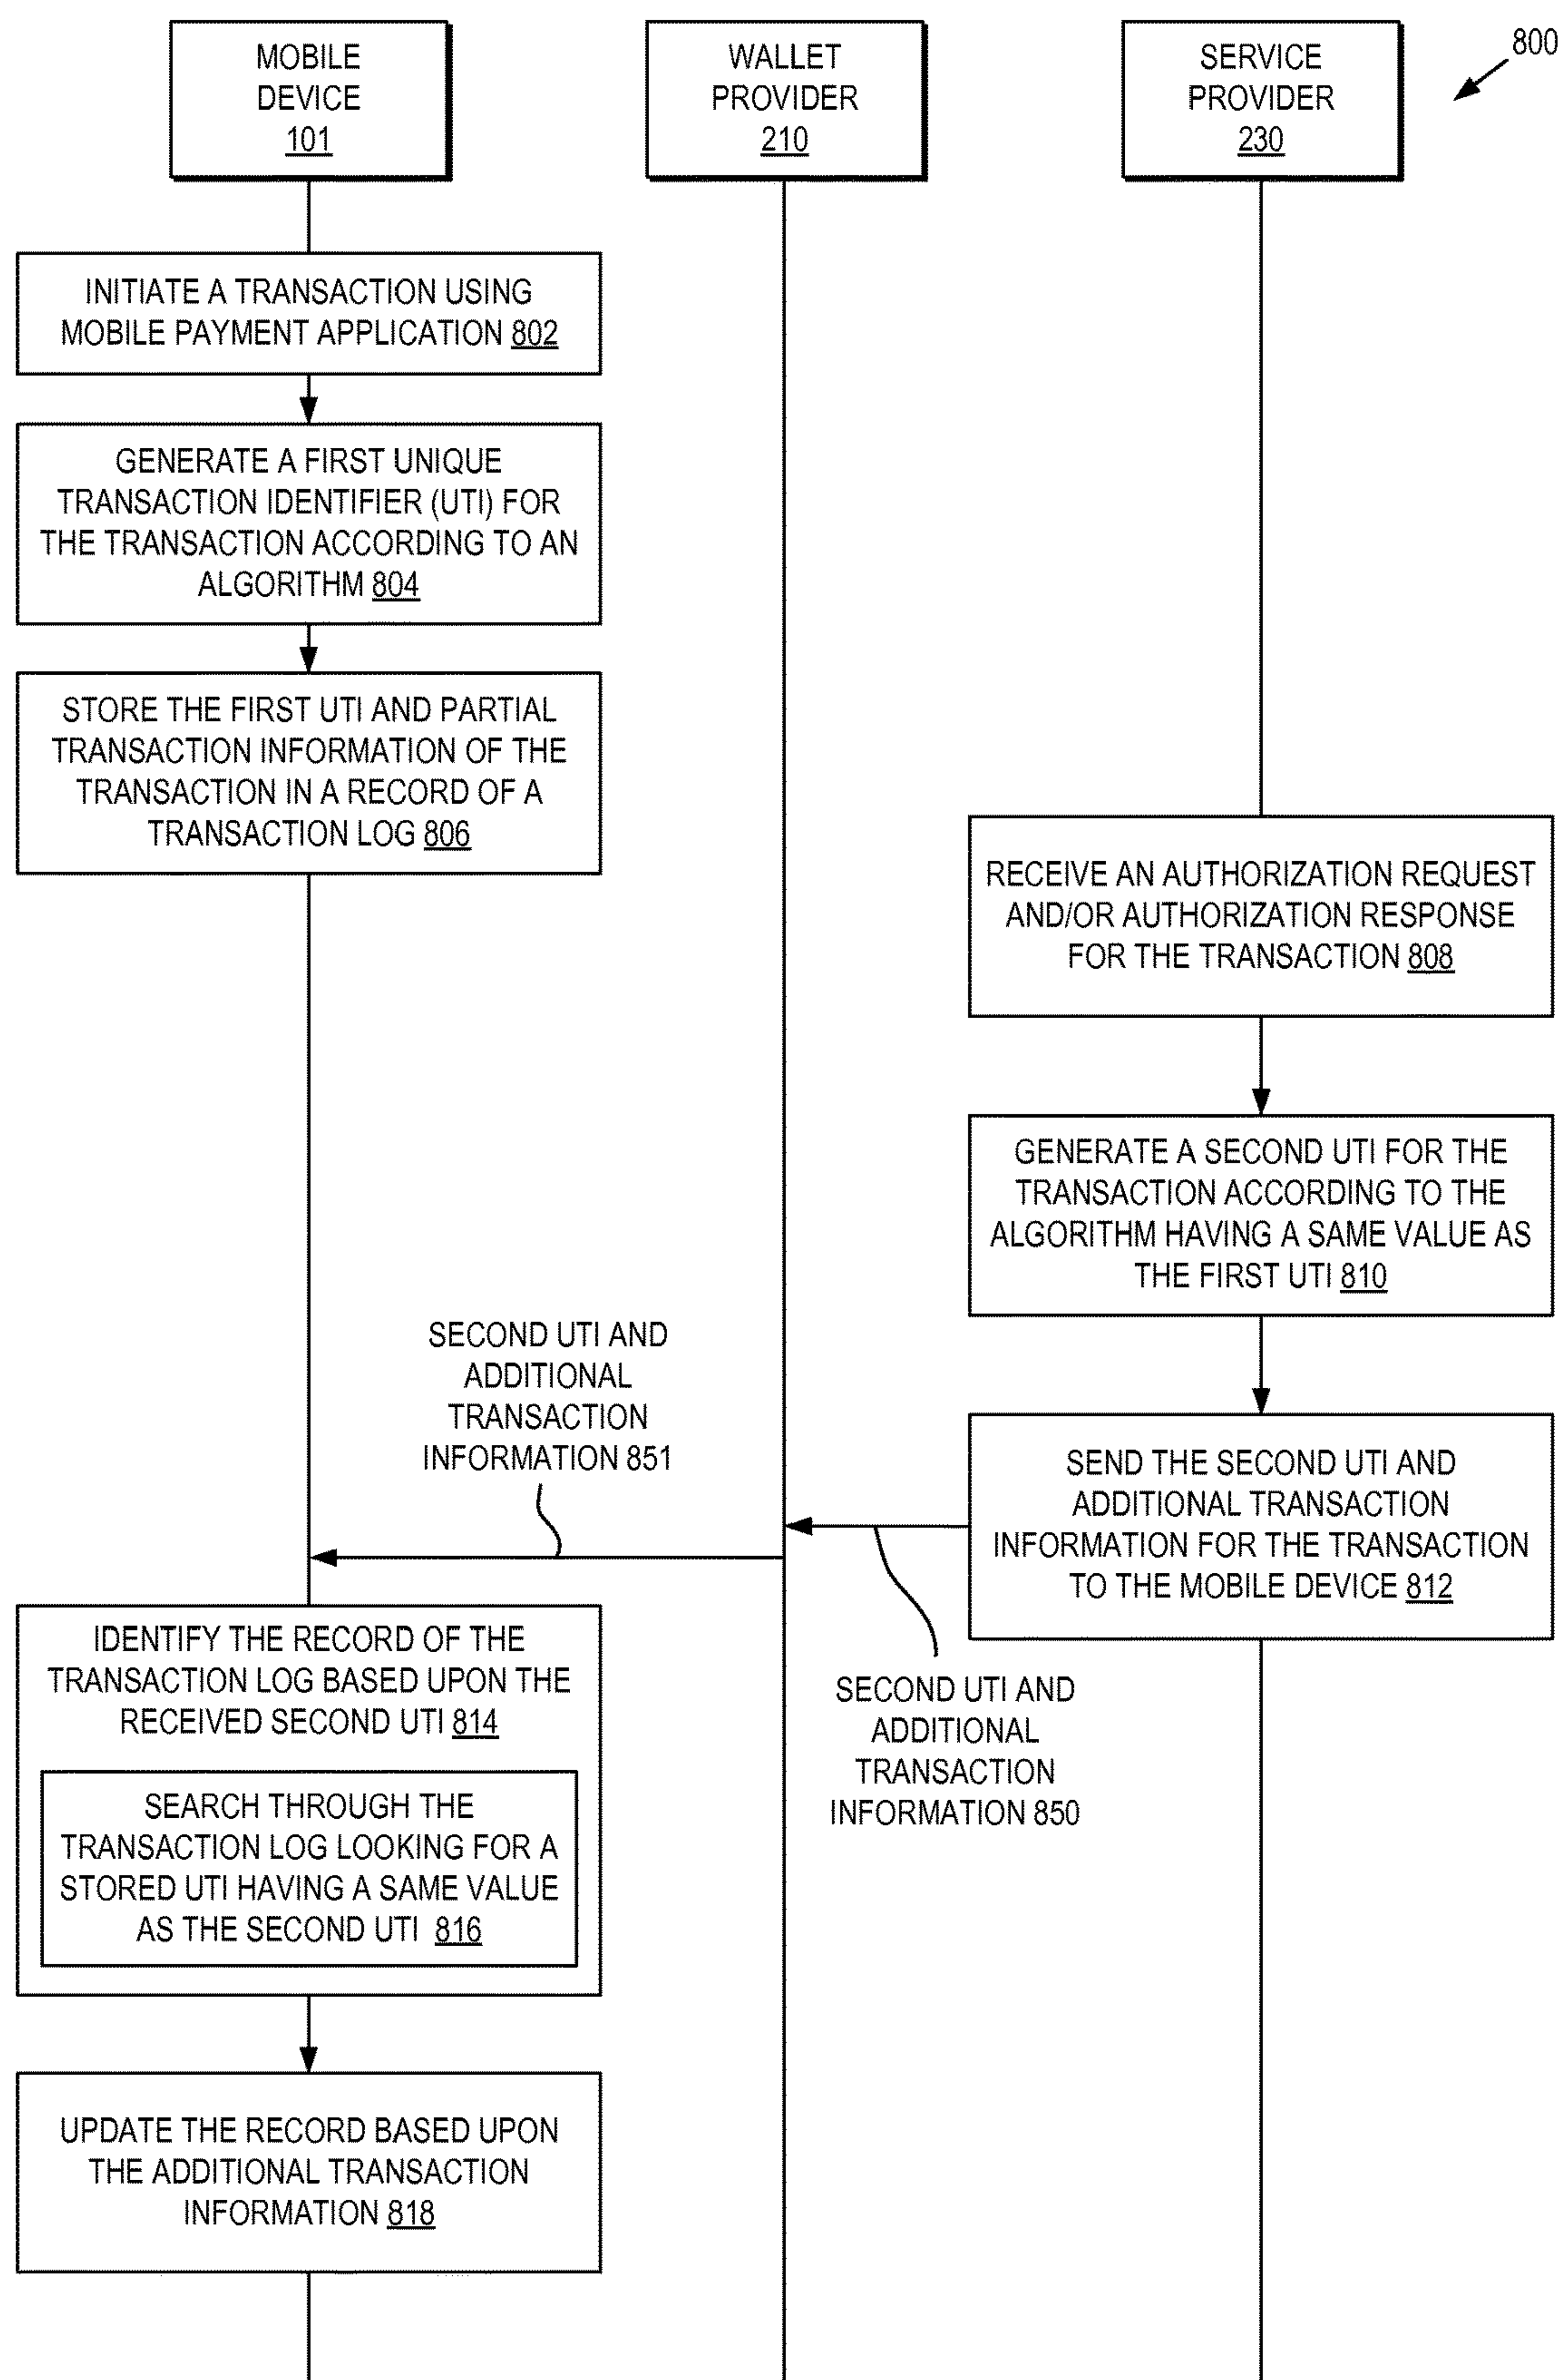 MOBILE
DEVICE
101
WALLET
PROVIDER
210
SERVICE
PROVIDER
230
800
INITIATE A TRANSACTION USING
MOBILE PAYMENT APPLICATION 802
GENERATE A FIRST UNIQUE
TRANSACTION IDENTIFIER (UTI) FOR
THE TRANSACTION ACCORDING TO AN
ALGORITHM 804
STORE THE FIRST UTI AND PARTIAL
TRANSACTION INFORMATION OF THE
TRANSACTION IN A RECORD OF A
TRANSACTION LOG 806
RECEIVE AN AUTHORIZATION REQUEST
AND/OR AUTHORIZATION RESPONSE
FOR THE TRANSACTION 808
GENERATE A SECOND UTI FOR THE
TRANSACTION ACCORDING TO THE
ALGORITHM HAVING A SAME VALUE AS
THE FIRST UTI 810
SECOND UTI AND
ADDITIONAL
TRANSACTION
INFORMATION 851
SEND THE SECOND UTI AND
ADDITIONAL TRANSACTION
INFORMATION FOR THE TRANSACTION
TO THE MOBILE DEVICE 812
SECOND UTI AND
ADDITIONAL
TRANSACTION
INFORMATION 850
IDENTIFY THE RECORD OF THE
TRANSACTION LOG BASED UPON THE
RECEIVED SECOND UTI 814
SEARCH THROUGH THE
TRANSACTION LOG LOOKING FOR A
STORED UTI HAVING A SAME VALUE
AS THE SECOND UTI 816
UPDATE THE RECORD BASED UPON
THE ADDITIONAL TRANSACTION
INFORMATION 818